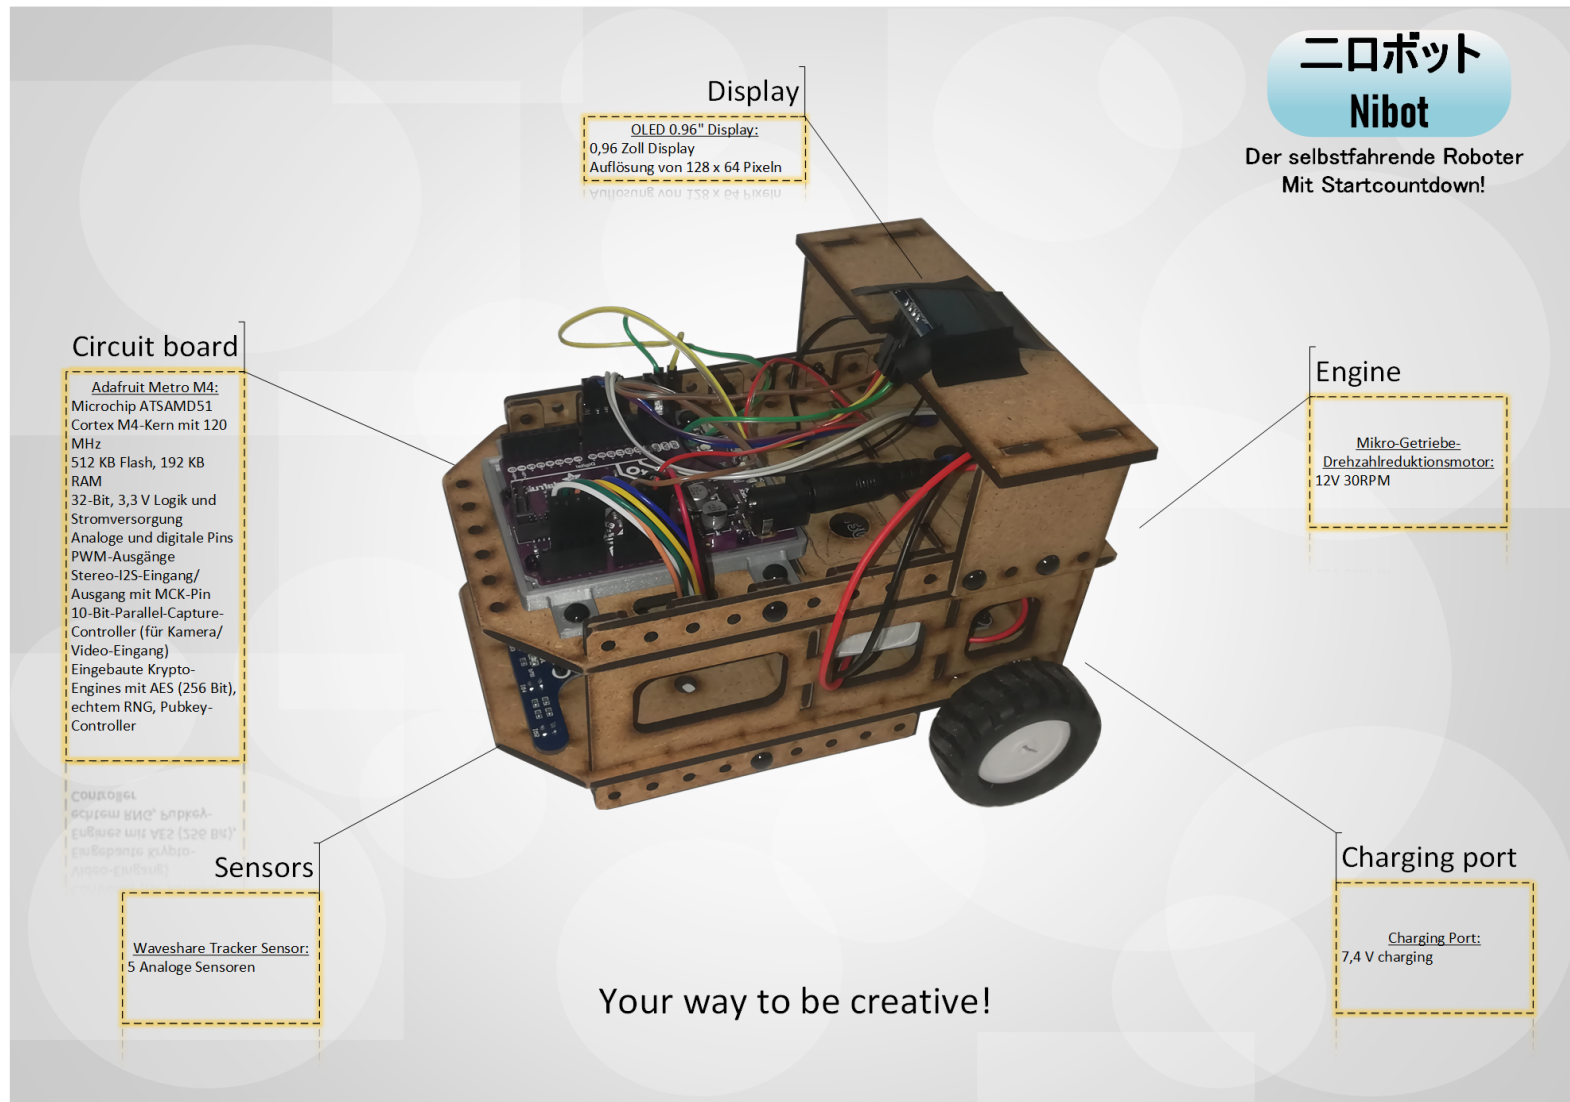 二ロボット
Nibot
Der selbstfahrende Roboter
Mit Startcountdown!
Display
OLED 0.96" Display:
0,96 Zoll Display
Auflösung von 128 x 64 Pixeln
Circuit board
Adafruit Metro M4:
Microchip ATSAMD51
Cortex M4-Kern mit 120
MHz
512 KB Flash, 192 KB
RAM
32-Bit, 3,3 V Logik und
Stromversorgung
Analoge und digitale Pins
PWM-Ausgänge
Stereo-I2S-Eingang/
Ausgang mit MCK-Pin
10-Bit-Parallel-Capture-
Controller (für Kamera/
Video-Eingang)
Eingebaute Krypto-
Engines mit AES (256 Bit),
echtem RNG, Pubkey-
Controller
Engine
Mikro-Getriebe-
Drehzahlreduktionsmotor:
12V 30RPM
Sensors
Waveshare Tracker Sensor:
5 Analoge Sensoren
Charging port
Charging Port:
7,4 V charging
Your way to be creative!